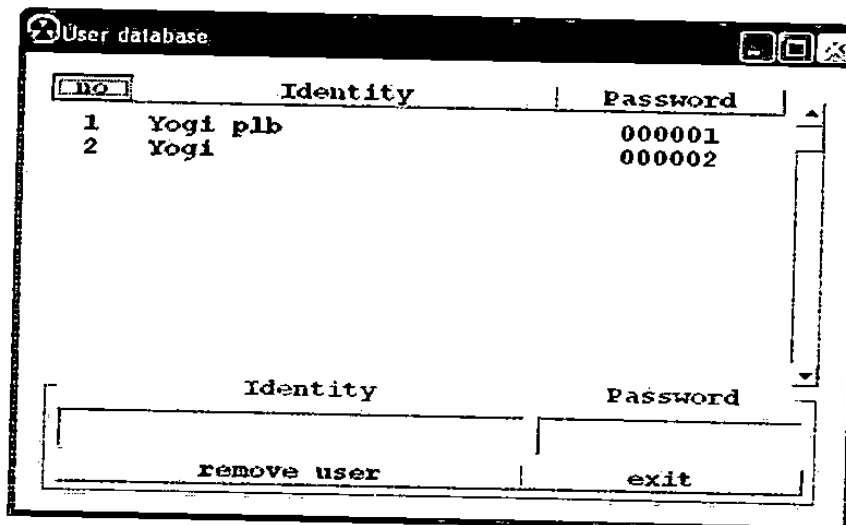 User database
no Identity Password
1 Yogi plb 000001
2 Yogi 000002
Identity Password
remove user exit